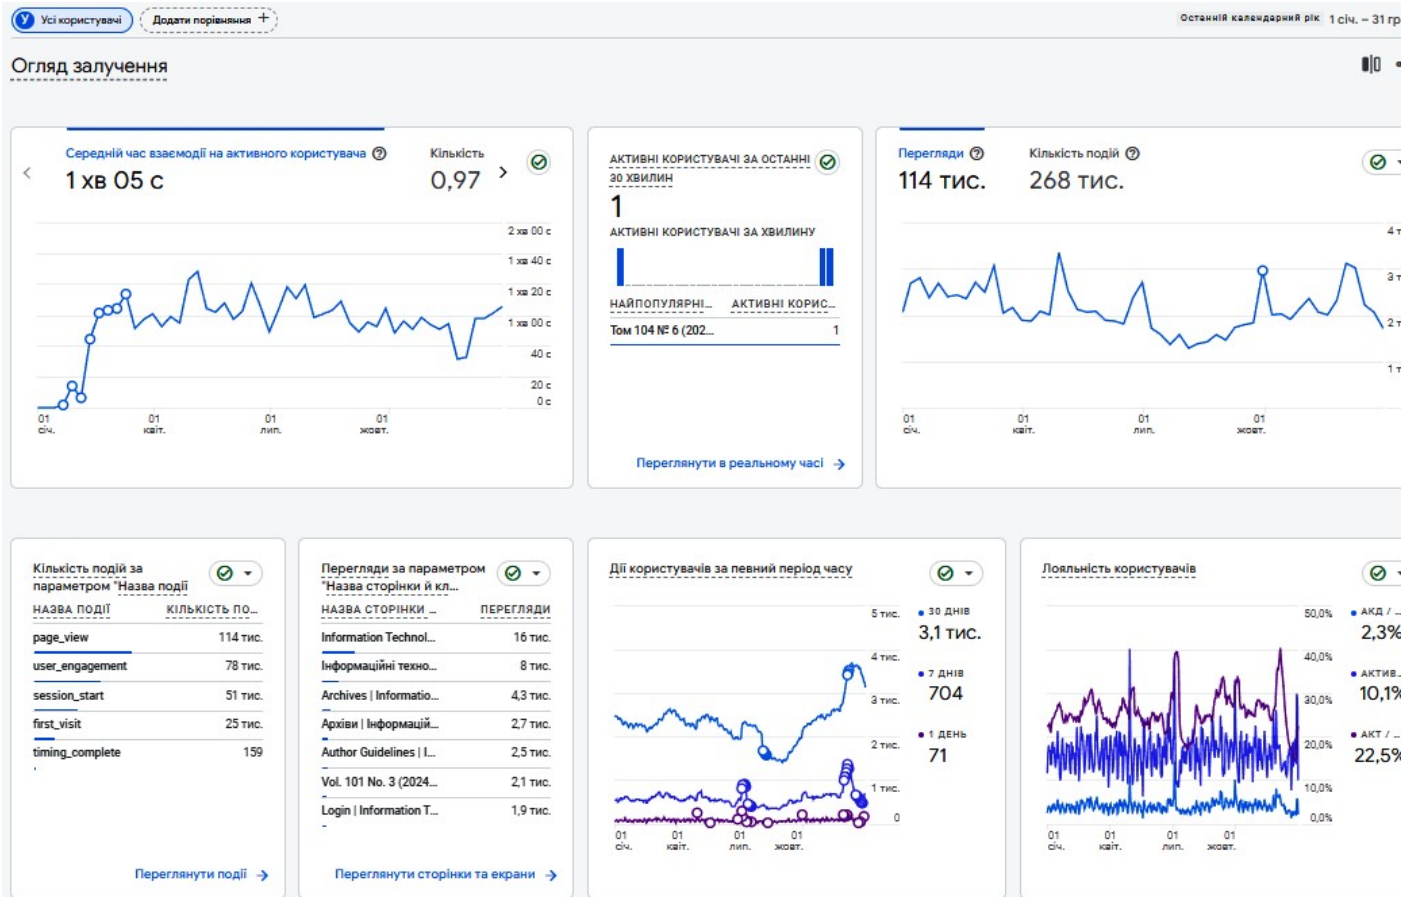 У Усі користувачі
Додати порівняння +
Останній календарний рік 1 січ. – 31 гр
Огляд залучення
Середній час взаємодії на активного користувача
1 хв 05 с
Кількість
0,97
2 хв 00 с
1 хв 40 с
1 хв 20 с
1 хв 00 с
40 с
20 с
0 с
01 січ.
01 квіт.
01 лип.
01 жовт.
АКТИВНІ КОРИСТУВАЧІ ЗА ОСТАННІ
30 ХВИЛИН
1
АКТИВНІ КОРИСТУВАЧІ ЗА ХВИЛИНУ
НАЙПОПУЛЯРНІ... АКТИВНІ КОРИС...
Том 104 № 6 (202... 1
Переглянути в реальному часі
Перегляди
114 тис.
Кількість подій
268 тис.
4 т
3 т
2 т
1 т
01 січ.
01 квіт.
01 лип.
01 жовт.
Кількість подій за
параметром "Назва події
НАЗВА ПОДІЇ КІЛЬКІСТЬ ПО...
page_view 114 тис.
user_engagement 78 тис.
session_start 51 тис.
first_visit 25 тис.
timing_complete 159
Переглянути події
Перегляди за параметром
"Назва сторінки й кл...
НАЗВА СТОРІНКИ ... ПЕРЕГЛЯДИ
Information Technol... 16 тис.
Інформаційні техно... 8 тис.
Archives | Informatio... 4,3 тис.
Архіви | Інформацій... 2,7 тис.
Author Guidelines | I... 2,5 тис.
Vol. 101 No. 3 (2024... 2,1 тис.
Login | Information T... 1,9 тис.
Переглянути сторінки та екрани
Дії користувачів за певний період часу
5 тис.
4 тис.
3 тис.
2 тис.
1 тис.
0
01 січ.
01 квіт.
01 лип.
01 жовт.
30 ДНІВ
3,1 тис.
7 ДНІВ
704
1 ДЕНЬ
71
Лояльність користувачів
50,0%
40,0%
30,0%
20,0%
10,0%
0,0%
01 січ.
01 квіт.
01 лип.
01 жовт.
АКД / ...
2,3%
АКТИВ...
10,1%
АКТ / ...
22,5%